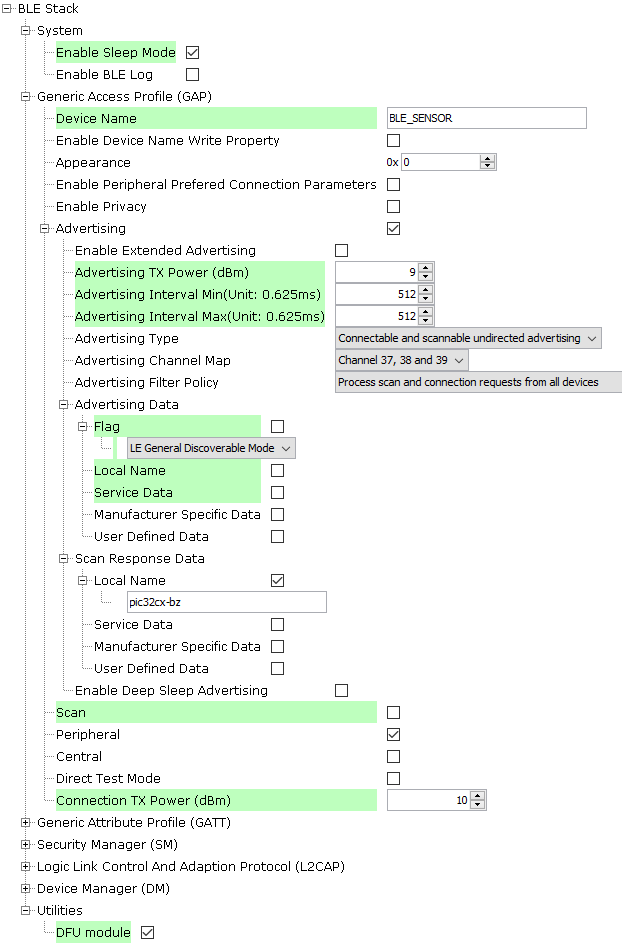 BLE Stack
System
Enable Sleep Mode
Enable BLE Log
Generic Access Profile (GAP)
Device Name BLE_SENSOR
Enable Device Name Write Property
Appearance 0x 0
Enable Peripheral Prefered Connection Parameters
Enable Privacy
Advertising
Enable Extended Advertising
Advertising TX Power (dBm) 9
Advertising Interval Min(Unit: 0.625ms) 512
Advertising Interval Max(Unit: 0.625ms) 512
Advertising Type Connectable and scannable undirected advertising
Advertising Channel Map Channel 37, 38 and 39
Advertising Filter Policy Process scan and connection requests from all devices
Advertising Data
Flag
LE General Discoverable Mode
Local Name
Service Data
Manufacturer Specific Data
User Defined Data
Scan Response Data
Local Name
pic32cx-bz
Service Data
Manufacturer Specific Data
User Defined Data
Enable Deep Sleep Advertising
Scan
Peripheral
Central
Direct Test Mode
Connection TX Power (dBm) 10
Generic Attribute Profile (GATT)
Security Manager (SM)
Logic Link Control And Adaption Protocol (L2CAP)
Device Manager (DM)
Utilities
DFU module